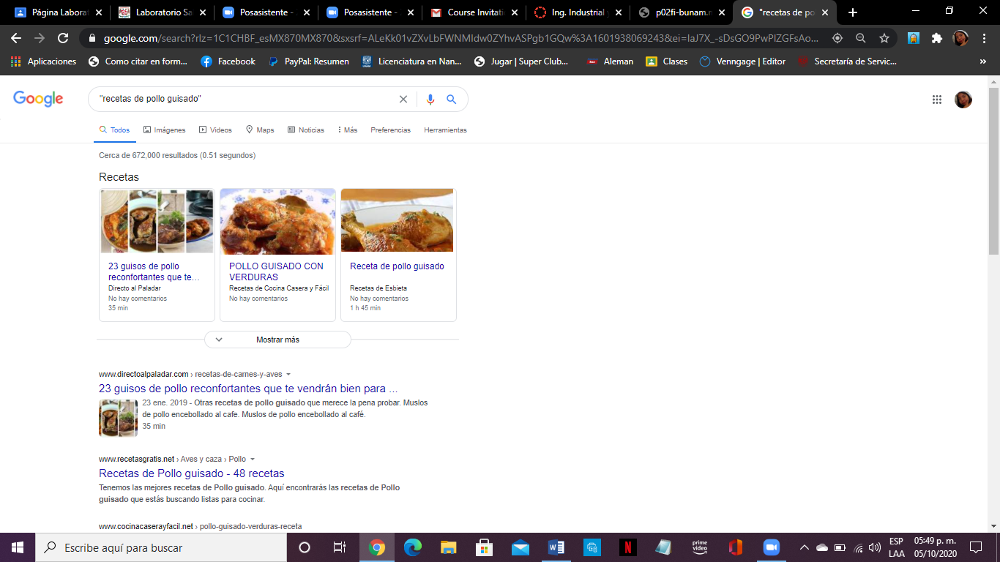 Página Laborat
Laboratorio Sa
Posasistente -
Posasistente -
Course Invitati
Ing. Industrial y
p02fi-bunam.n
"recetas de po
google.com/search?rlz=1C1CHBF_esMX870MX870&sxsrf=ALeKk01vZXvLbFWNMIdw0ZYhvASPgb1GQw%3A1601938069243&ei=laJ7X_-sDsGO9PwPlZGFsAo...
Aplicaciones
Como citar en form...
Facebook
PayPal: Resumen
Licenciatura en Nan...
Jugar | Super Club...
Aleman
Clases
Venngage | Editor
Secretaría de Servic...
»
Google
"recetas de pollo guisado"
Todos
Imágenes
Videos
Maps
Noticias
Más
Preferencias
Herramientas
Cerca de 672,000 resultados (0.51 segundos)
Recetas
23 guisos de pollo
reconfortantes que te...
Directo al Paladar
No hay comentarios
35 min
POLLO GUISADO CON
VERDURAS
Recetas de Cocina Casera y Fácil
No hay comentarios
Receta de pollo guisado
Recetas de Esbieta
No hay comentarios
1 h 45 min
Mostrar más
www.directoalpaladar.com › recetas-de-carnes-y-aves
23 guisos de pollo reconfortantes que te vendrán bien para ...
23 ene. 2019 - Otras recetas de pollo guisado que merece la pena probar. Muslos
de pollo encebollado al cafe. Muslos de pollo encebollado al café.
35 min
www.recetasgratis.net › Aves y caza › Pollo
Recetas de Pollo guisado - 48 recetas
Tenemos las mejores recetas de Pollo guisado. Aquí encontrarás las recetas de Pollo
guisado que estás buscando listas para cocinar.
www.cocinacaserayfacil.net › pollo-guisado-verduras-receta
Escribe aquí para buscar
prime
video
ESP
LAA
05:49 p. m.
05/10/2020